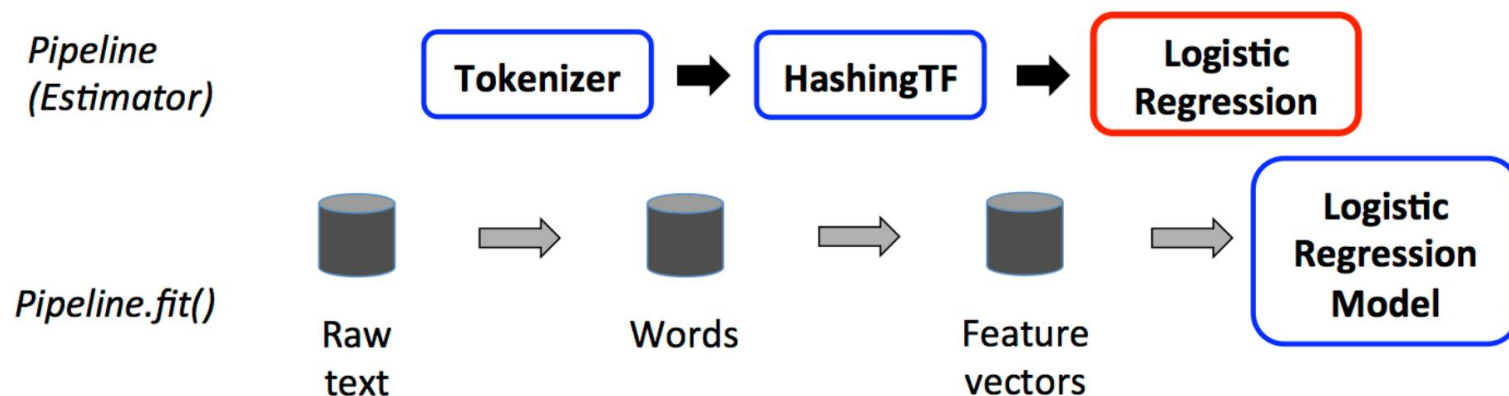 Pipeline
(Estimator)
Tokenizer
HashingTF
Logistic
Regression
Pipeline.fit()
Raw
text
Words
Feature
vectors
Logistic
Regression
Model